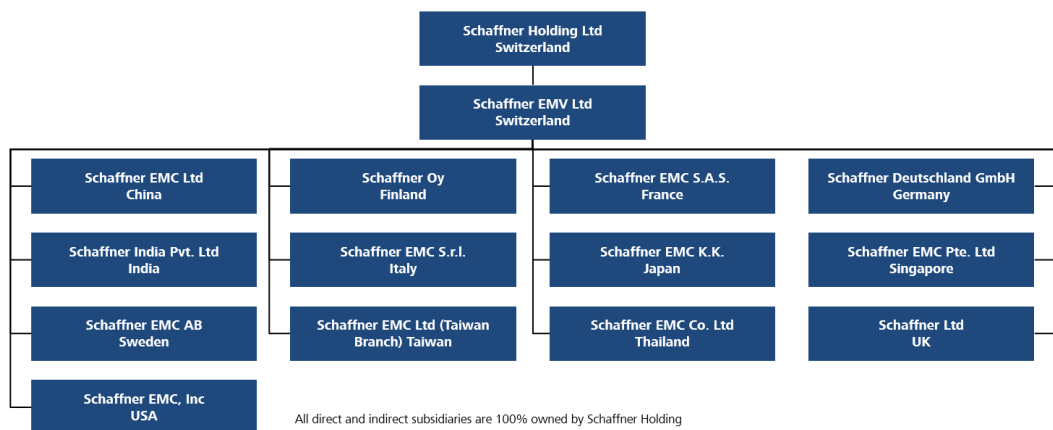 Schaffner Holding Ltd
Switzerland
Schaffner EMV Ltd
Switzerland
Schaffner EMC Ltd
China
Schaffner Oy
Finland
Schaffner EMC S.A.S.
France
Schaffner Deutschland GmbH
Germany
Schaffner India Pvt. Ltd
India
Schaffner EMC S.r.l.
Italy
Schaffner EMC K.K.
Japan
Schaffner EMC Pte. Ltd
Singapore
Schaffner EMC AB
Sweden
Schaffner EMC Ltd (Taiwan
Branch) Taiwan
Schaffner EMC Co. Ltd
Thailand
Schaffner Ltd
UK
Schaffner EMC, Inc
USA
All direct and indirect subsidiaries are 100% owned by Schaffner Holding